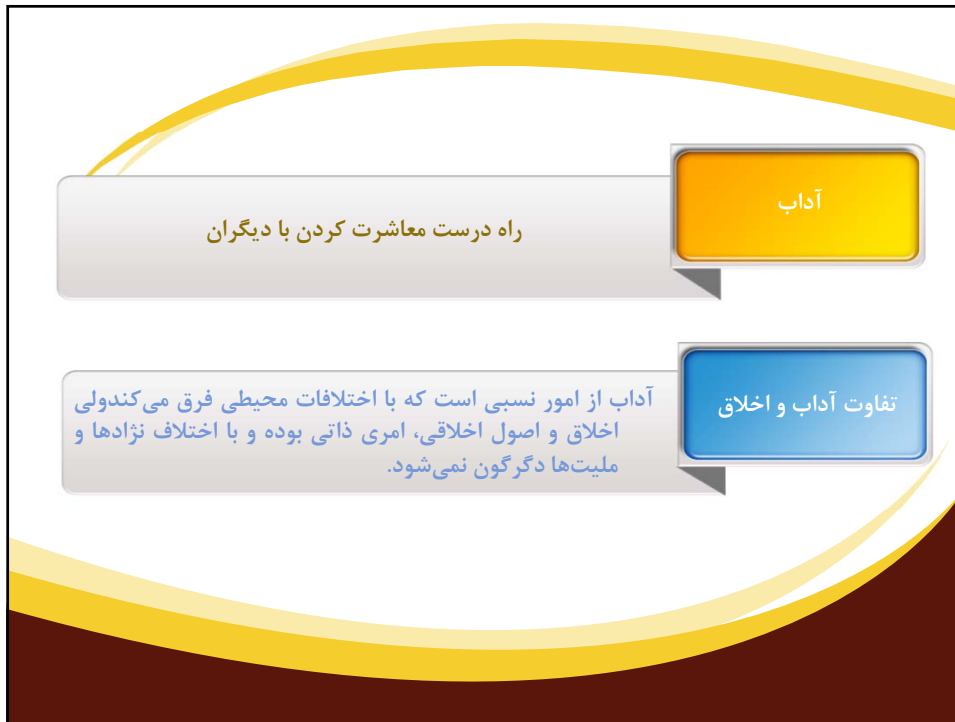 آداب
راه درست معاشرت کردن با دیگران
تفاوت آداب و اخلاق
آداب از امور نسبی است که با اختلافات محیطی فرق می‌کندولی
اخلاق و اصول اخلاقی، امری ذاتی بوده و با اختلاف نژادها و
ملیت‌ها دگرگون نمی‌شود.